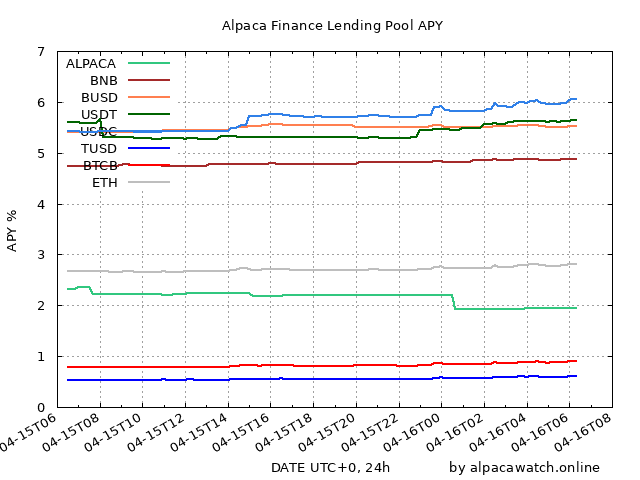 Alpaca Finance Lending Pool APY
7
6
5
4
3
2
1
0
APY %
ALPACA
BNB
BUSD
USDT
USDC
TUSD
BTCB
ETH
04-15T06
04-15T08
04-15T10
04-15T12
04-15T14
04-15T16
04-15T18
04-15T20
04-15T22
04-16T00
04-16T02
04-16T04
04-16T06
04-16T08
DATE UTC+0, 24h
by alpacawatch.online